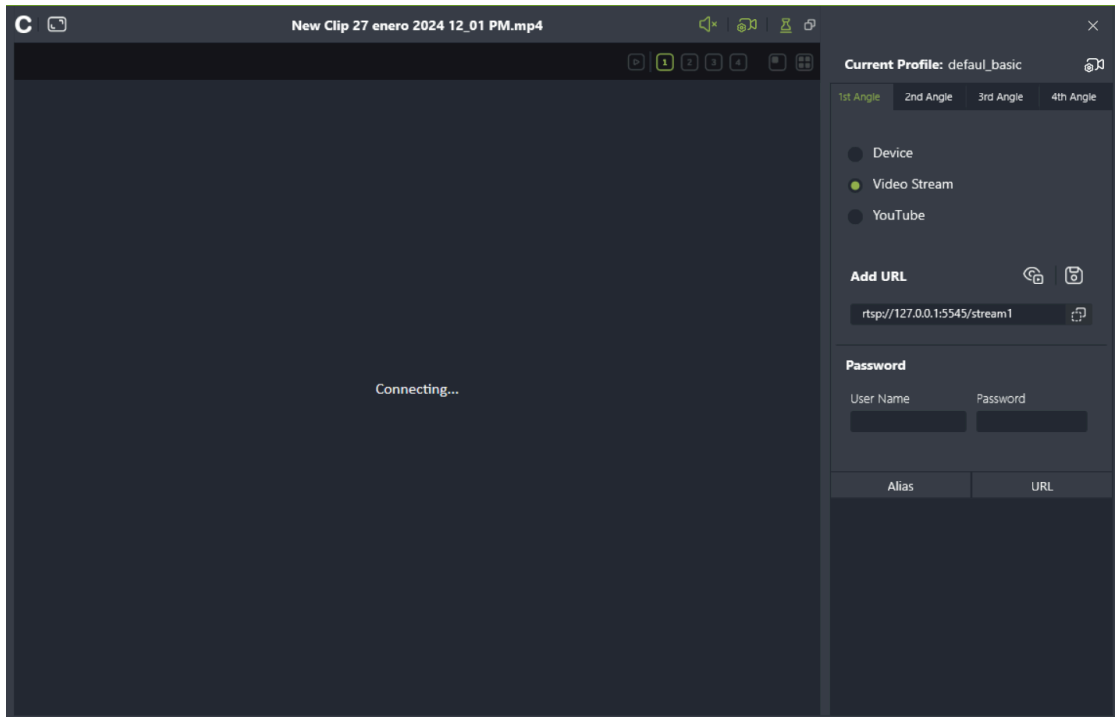 C
New Clip 27 enero 2024 12_01 PM.mp4
1 2 3 4
Connecting...
Current Profile: defaul_basic
1st Angle 2nd Angle 3rd Angle 4th Angle
Device
Video Stream
YouTube
Add URL
rtsp://127.0.0.1:5545/stream1
Password
User Name Password
Alias URL